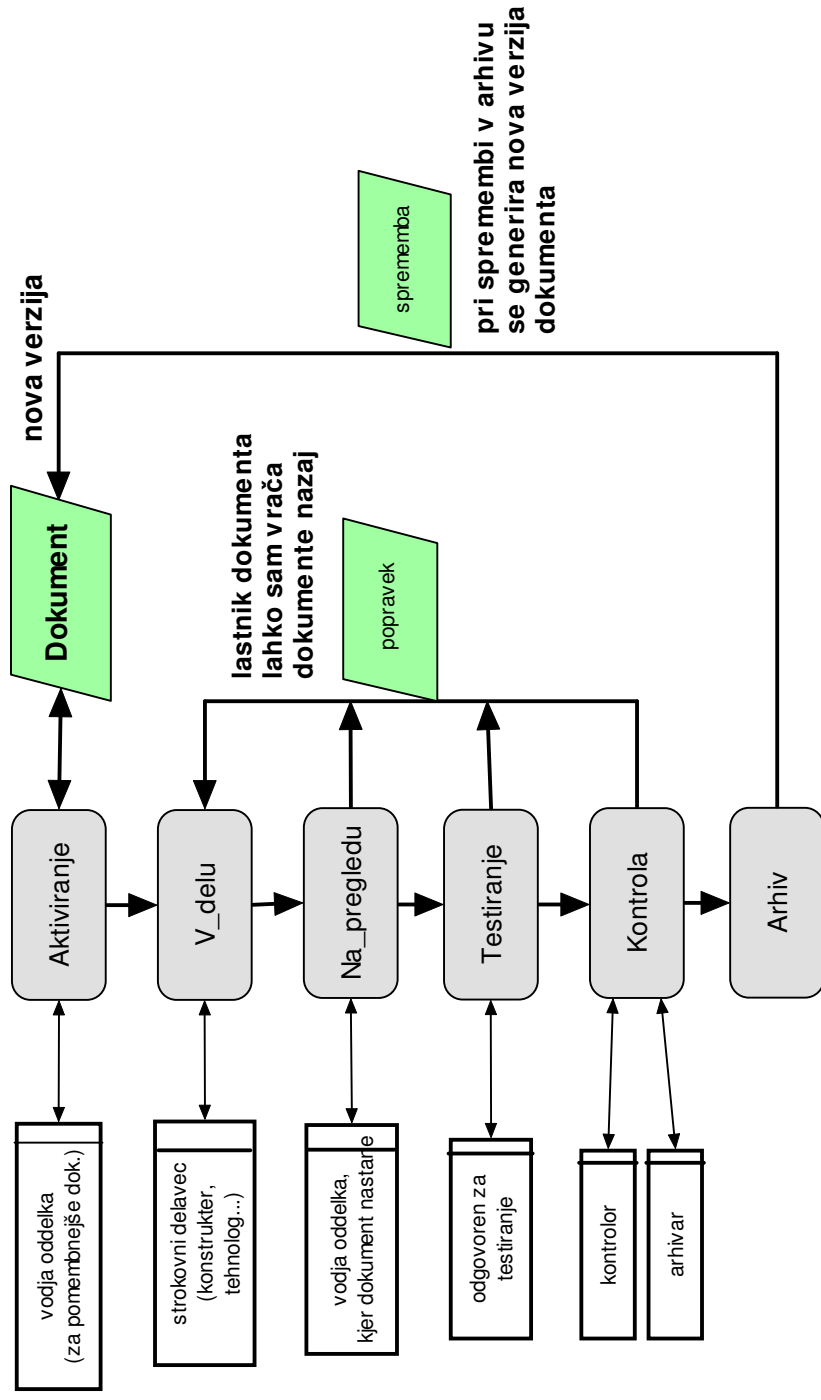 vodja oddelka
(za pomembnejše dok.)
Aktiviranje
Dokument
nova verzija
strokovni delavec
(konstrukter,
tehnolog...)
V_delu
lastnik dokumenta
lahko sam vrača
dokumente nazaj
vodja oddelka,
kjer dokument nastane
Na_pregledu
popravek
sprememba
odgovoren za
testiranje
Testiranje
pri spremembi v arhivu
se generira nova verzija
dokumenta
kontrolor
arhivar
Kontrola
Arhiv